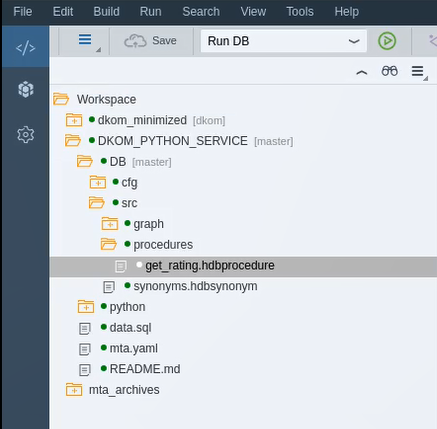 File Edit Build Run Search View Tools Help
Save Run DB
Workspace
dkom_minimized [dkom]
DKOM_PYTHON_SERVICE [master]
DB [master]
cfg
src
graph
procedures
get_rating.hdbprocedure
synonyms.hdbsynonym
python
data.sql
mta.yaml
README.md
mta_archives